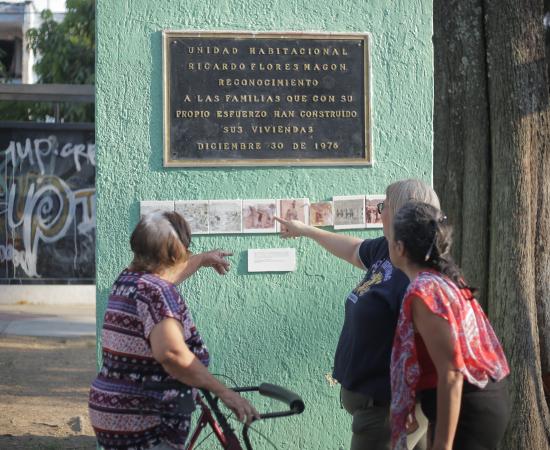 UNIDAD HABITACIONAL
RICARDO FLORES MAGON
RECONOCIMIENTO
A LAS FAMILIAS QUE CON SU
PROPIO ESFUERZO HAN CONSTRUIDO
SUS VIVIENDAS
DICIEMBRE 30 DE 1976